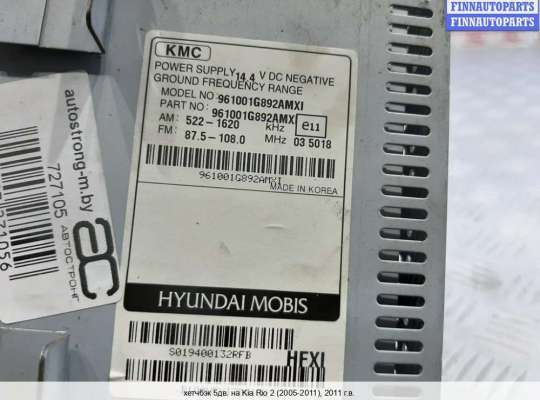 FINNAUTOPARTS
FINNAUTOPARTS
KMC
POWER SUPPLY 14.4 V DC NEGATIVE
GROUND FREQUENCY RANGE
MODEL NO 961001G892AMXI
PART NO 961001G892AMX
AM: 522-1620 kHz e11
FM: 87.5-108.0 MHz 03 5018
961001G892AMXI
MADE IN KOREA
HYUNDAI MOBIS
S019400132RFB
HEXI
autostrong-m.by
727105
АВТОСТРОНГ
ac
хетчбэк 5дв. на Kia Rio 2 (2005-2011), 2011 г.в.